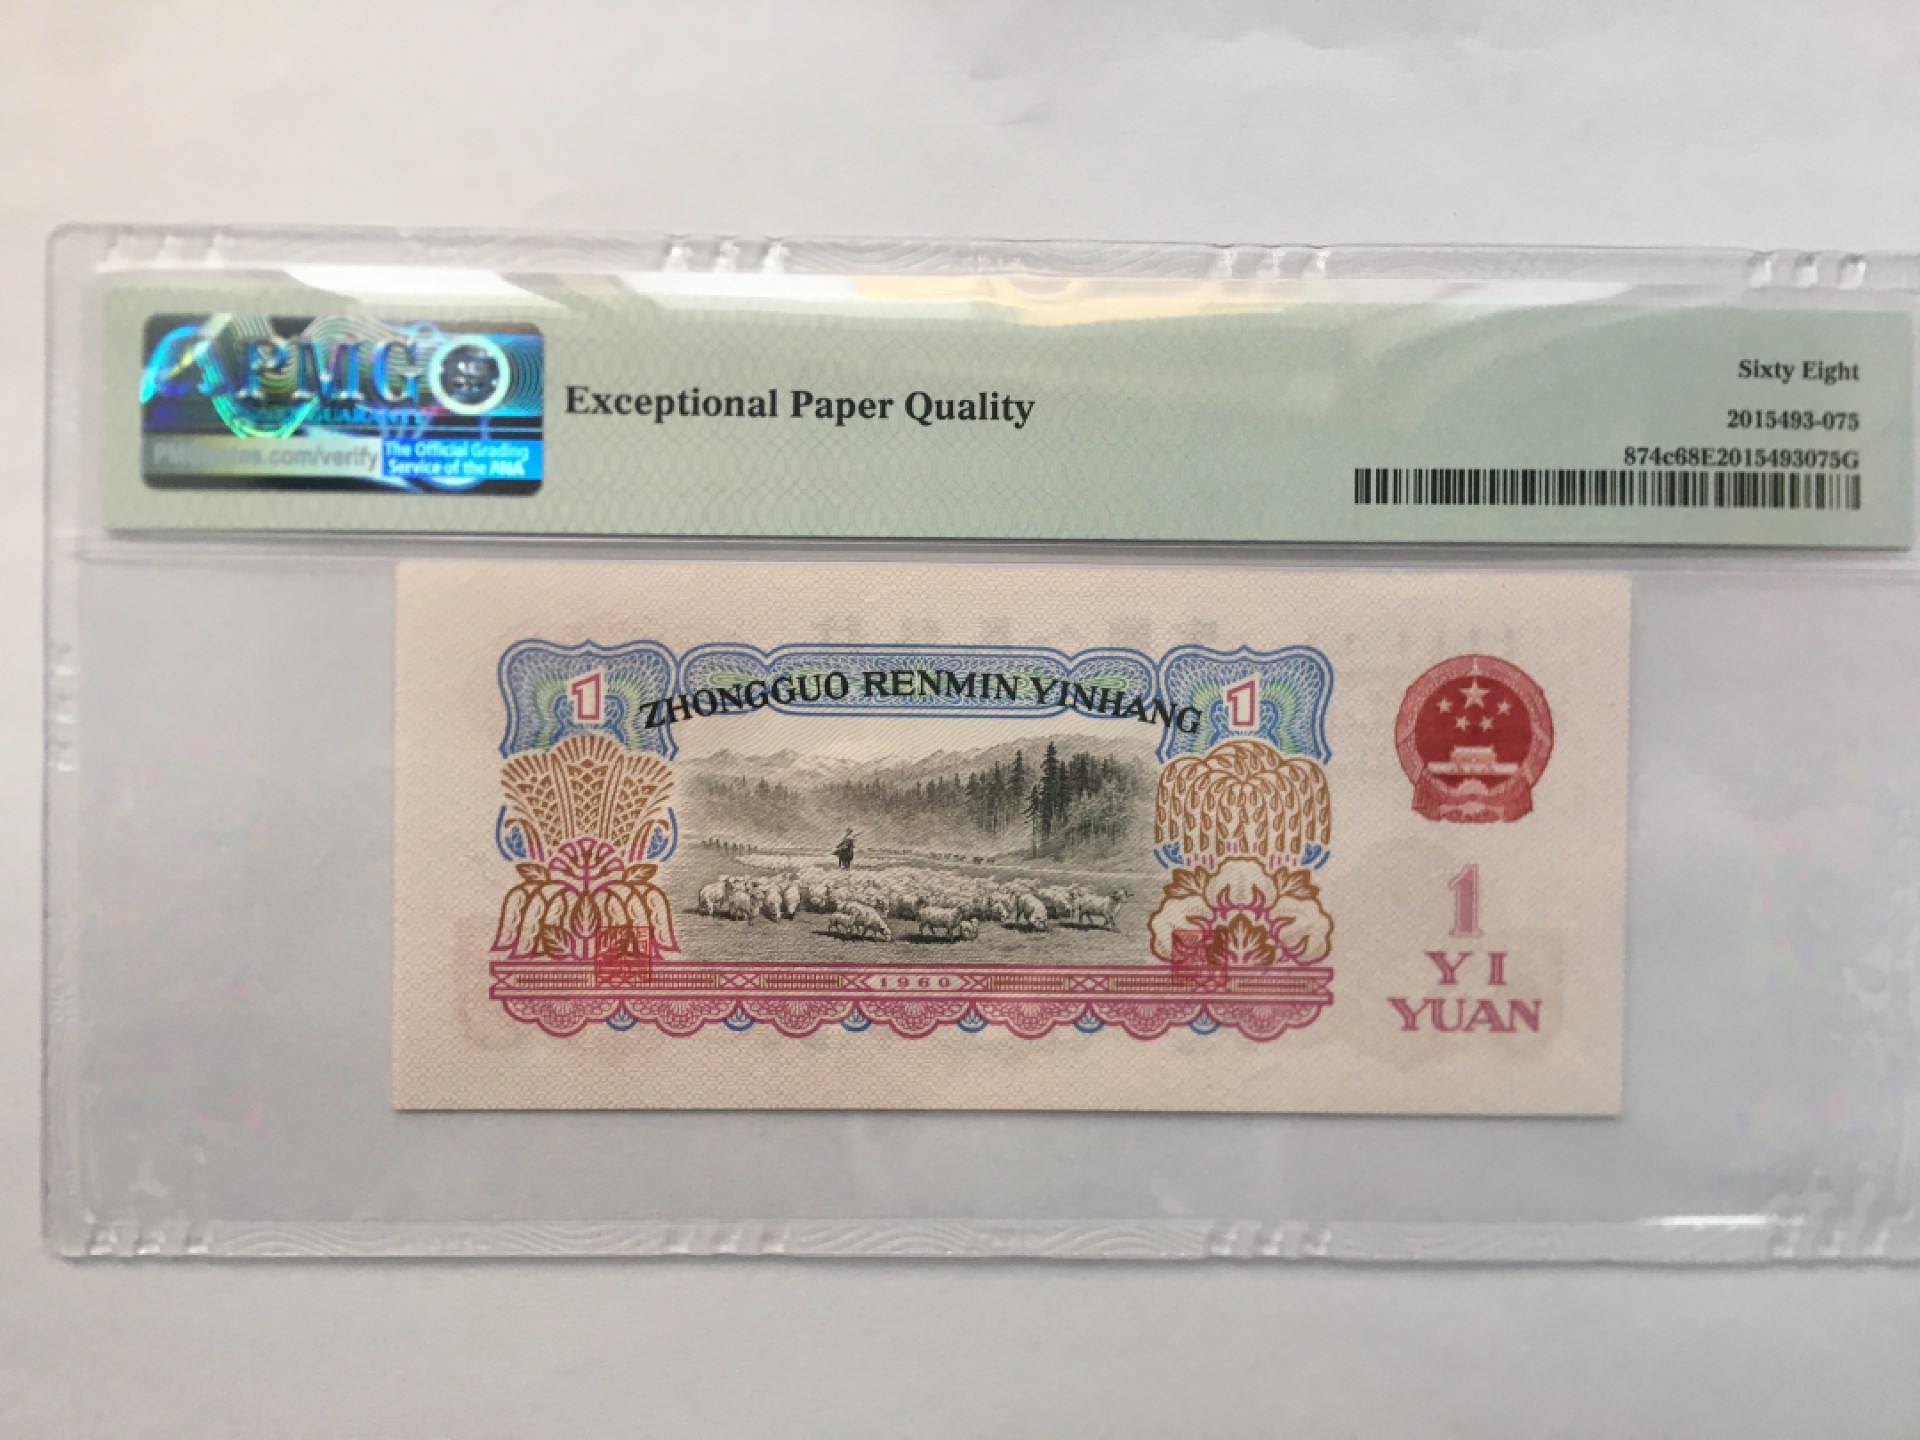 PMG
Exceptional Paper Quality
Sixty Eight
2015493-075
874c68E2015493075G
.com/verify
The Official Grading
Service of the ANA
1
ZHONGGUO RENMIN YINHANG
1
1960
1
YI
YUAN